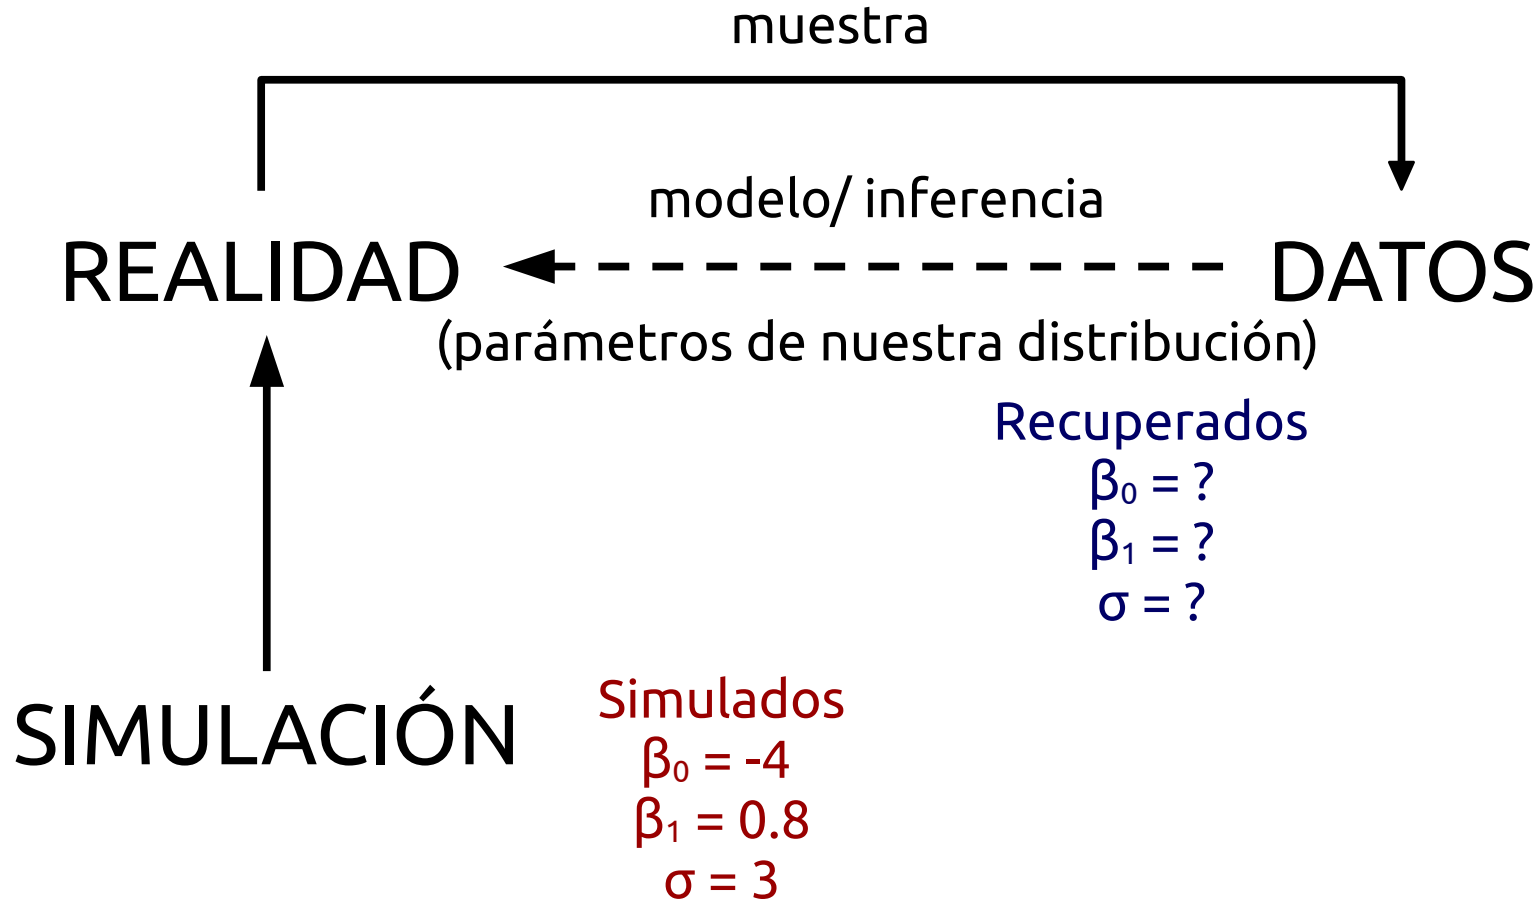 muestra
modelo/ inferencia
REALIDAD
DATOS
(parámetros de nuestra distribución)
Recuperados
β₀ = ?
β₁ = ?
σ = ?
SIMULACIÓN
Simulados
β₀ = -4
β₁ = 0.8
σ = 3